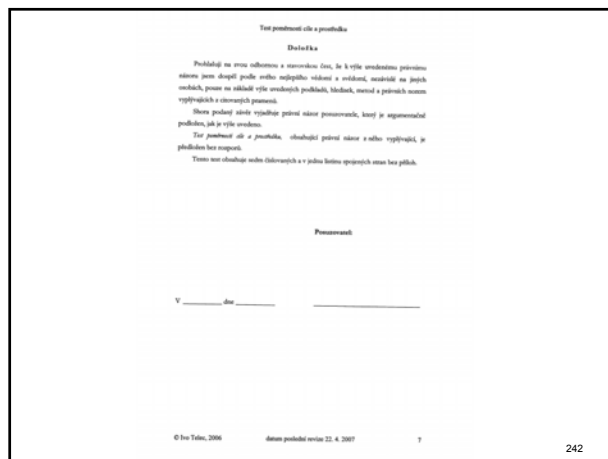 Test poměrnosti cíle a prostředku
Doložka
Prohlašuji na svou odbornou a stavovskou čest, že k výše uvedenému právnímu
názoru jsem dospěl podle svého nejlepšího vědomí a svědomí, nezávislé na jiných
osobách, pouze na základě výše uvedených podkladů, hledisek, metod a právních norem
vyplývajících z citovaných pramenů.
Shora podaný závěr vyjadřuje právní názor posuzovatele, který je argumentačně
podložen, jak je výše uvedeno.
Test poměrnosti cíle a prostředku, obsahující právní názor z něho vyplývající, je
předložen bez rozporů.
Tento test obsahuje sedm číslovaných a v jednu listinu spojených stran bez příloh.
Posuzovatel:
V __________ dne __________
© Ivo Telec, 2006 datum poslední revize 22. 4. 2007 7
242